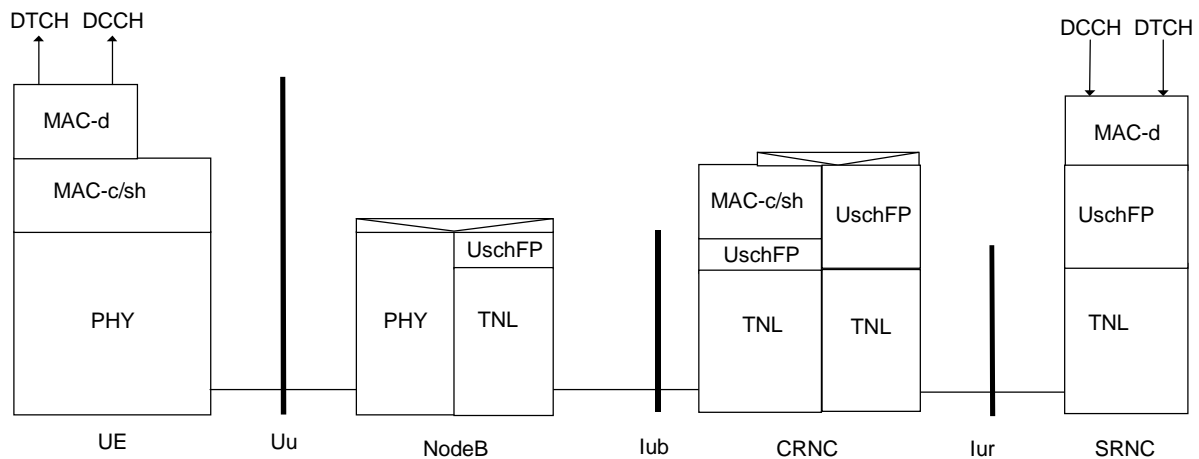 DTCH DCCH
DCCH DTCH
MAC-d
MAC-d
MAC-c/sh
MAC-c/sh
UschFP
UschFP
UschFP
UschFP
PHY
PHY
TNL
TNL
TNL
TNL
UE
Uu
NodeB
Iub
CRNC
Iur
SRNC